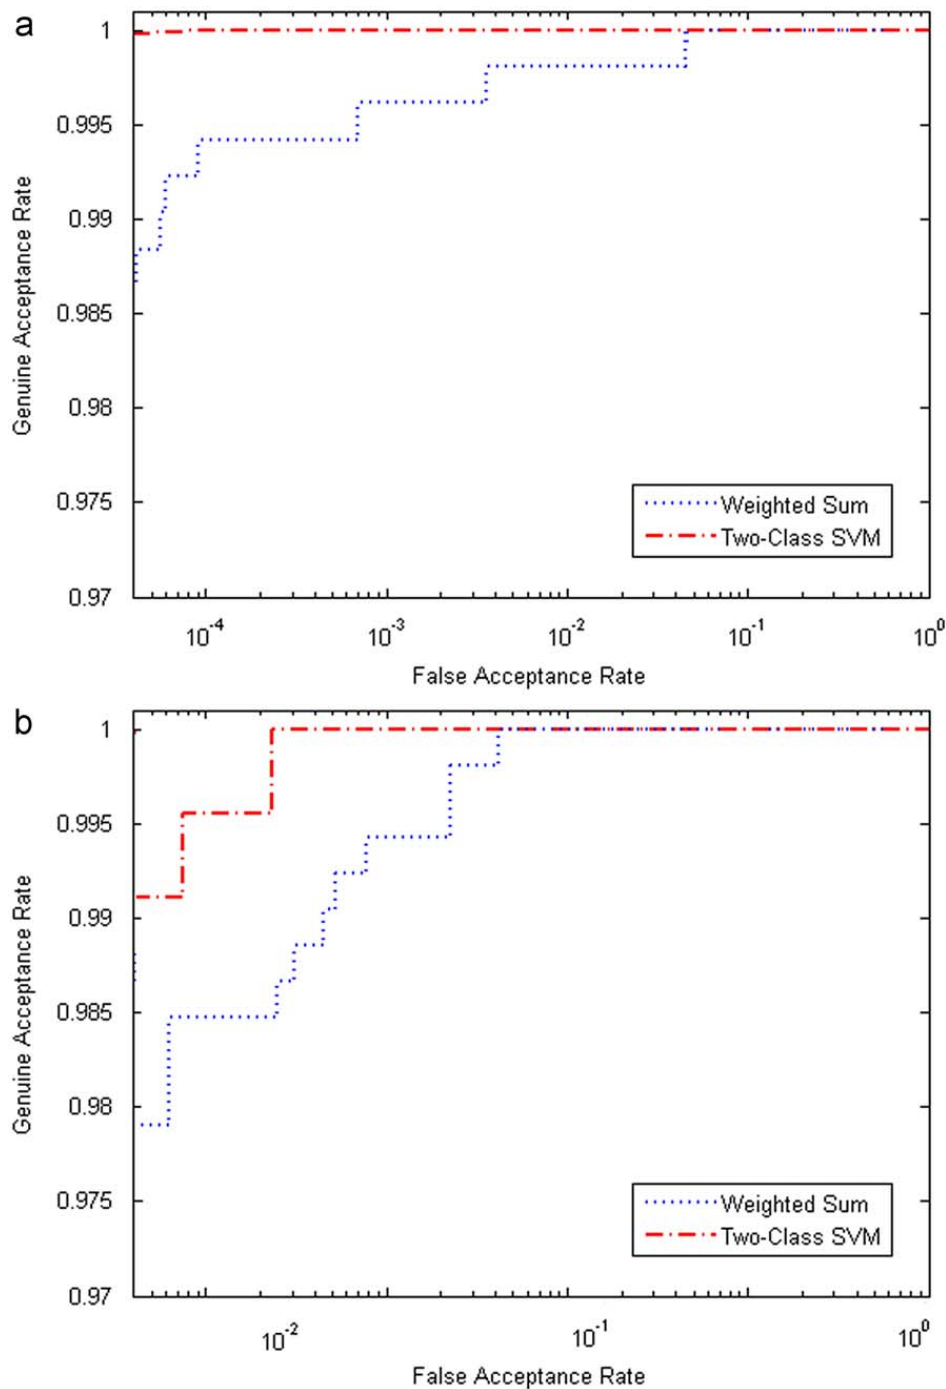 a
1
0.995
0.99
0.985
0.98
0.975
0.97
Genuine Acceptance Rate
Weighted Sum
Two-Class SVM
10^-4 10^-3 10^-2 10^-1 10^0
False Acceptance Rate
b
1
0.995
0.99
0.985
0.98
0.975
0.97
Genuine Acceptance Rate
Weighted Sum
Two-Class SVM
10^-2 10^-1 10^0
False Acceptance Rate